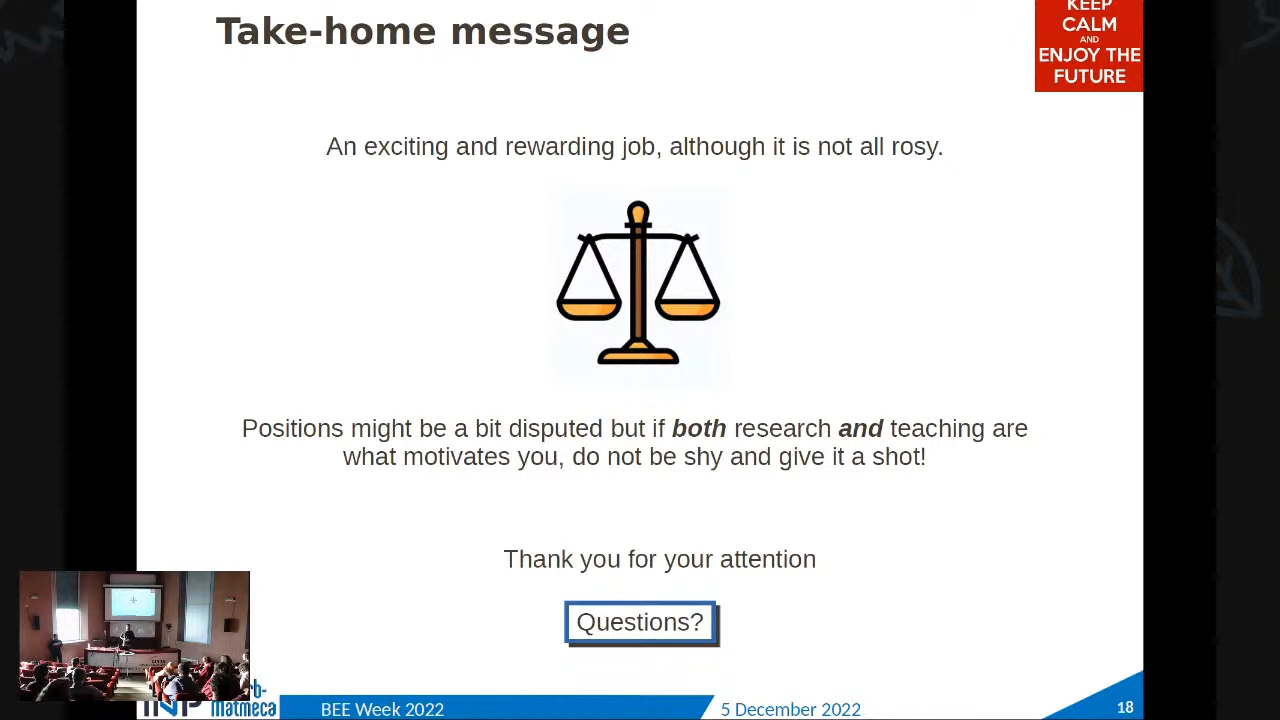 Take-home message
KEEP
CALM
AND
ENJOY THE
FUTURE
An exciting and rewarding job, although it is not all rosy.
Positions might be a bit disputed but if both research and teaching are
what motivates you, do not be shy and give it a shot!
Thank you for your attention
Questions?
matmeca
BEE Week 2022
5 December 2022
18